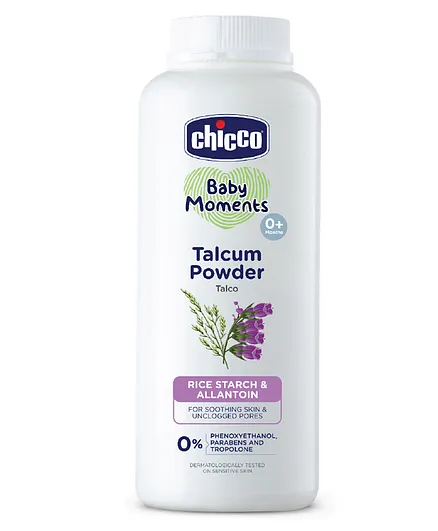 chicco
Baby
Moments
0+
Months
Talcum
Powder
Talco
RICE STARCH &
ALLANTOIN
FOR SOOTHING SKIN &
UNCLOGGED PORES
0% PHENOXYETHANOL,
PARABENS AND
TROPOLONE
DERMATOLOGICALLY TESTED
ON SENSITIVE SKIN